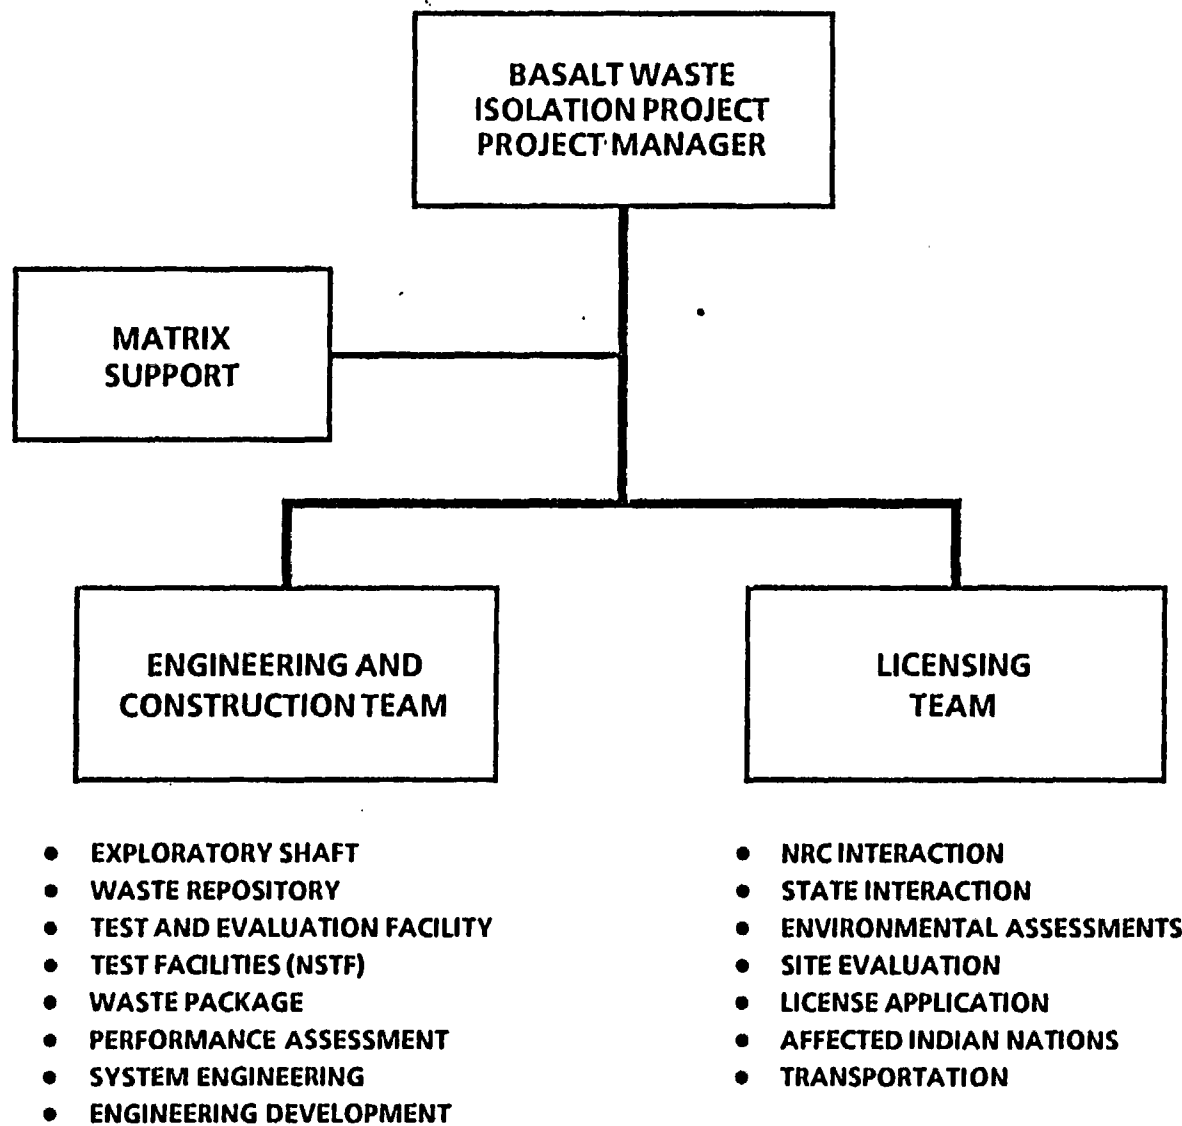 BASALT WASTE
ISOLATION PROJECT
PROJECT MANAGER
MATRIX
SUPPORT
ENGINEERING AND
CONSTRUCTION TEAM
LICENSING
TEAM
• EXPLORATORY SHAFT
• WASTE REPOSITORY
• TEST AND EVALUATION FACILITY
• TEST FACILITIES (NSTF)
• WASTE PACKAGE
• PERFORMANCE ASSESSMENT
• SYSTEM ENGINEERING
• ENGINEERING DEVELOPMENT
• NRC INTERACTION
• STATE INTERACTION
• ENVIRONMENTAL ASSESSMENTS
• SITE EVALUATION
• LICENSE APPLICATION
• AFFECTED INDIAN NATIONS
• TRANSPORTATION